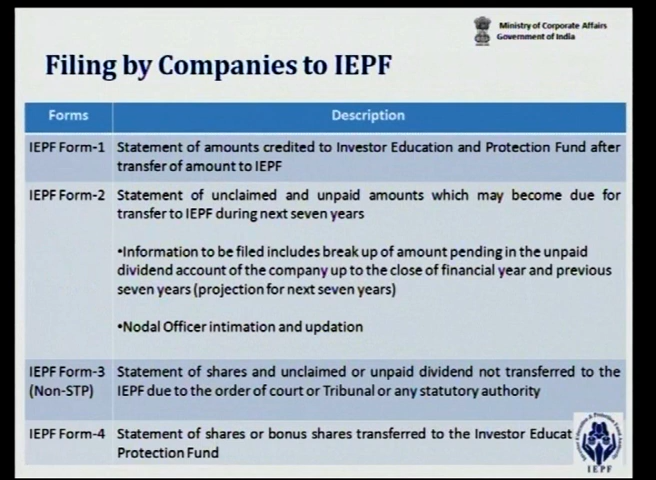 Ministry of Corporate Affairs
Government of India
Filing by Companies to IEPF
Forms Description
IEPF Form-1 Statement of amounts credited to Investor Education and Protection Fund after
transfer of amount to IEPF
IEPF Form-2 Statement of unclaimed and unpaid amounts which may become due for
transfer to IEPF during next seven years
•Information to be filed includes break up of amount pending in the unpaid
dividend account of the company up to the close of financial year and previous
seven years (projection for next seven years)
•Nodal Officer intimation and updation
IEPF Form-3 Statement of shares and unclaimed or unpaid dividend not transferred to the
(Non-STP) IEPF due to the order of court or Tribunal or any statutory authority
IEPF Form-4 Statement of shares or bonus shares transferred to the Investor Educat
Protection Fund
IEPF